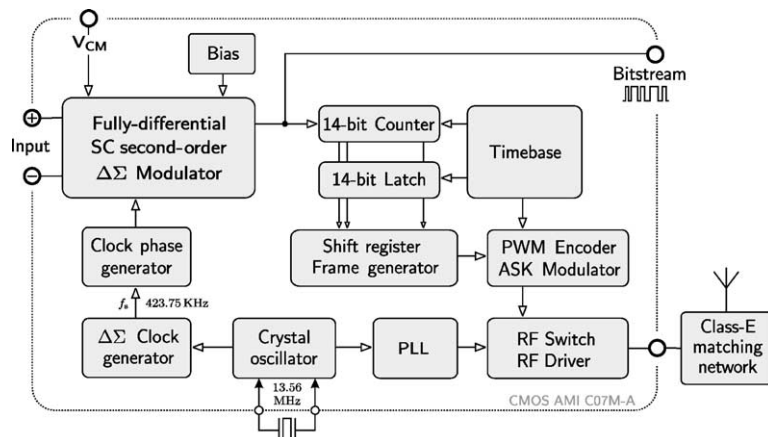 V_CM
Bias
Bitstream
Input
Fully-differential
SC second-order
ΔΣ Modulator
14-bit Counter
14-bit Latch
Timebase
Clock phase
generator
Shift register
Frame generator
PWM Encoder
ASK Modulator
f_s 423.75 KHz
ΔΣ Clock
generator
Crystal
oscillator
PLL
RF Switch
RF Driver
Class-E
matching
network
13.56
MHz
CMOS AMI C07M-A